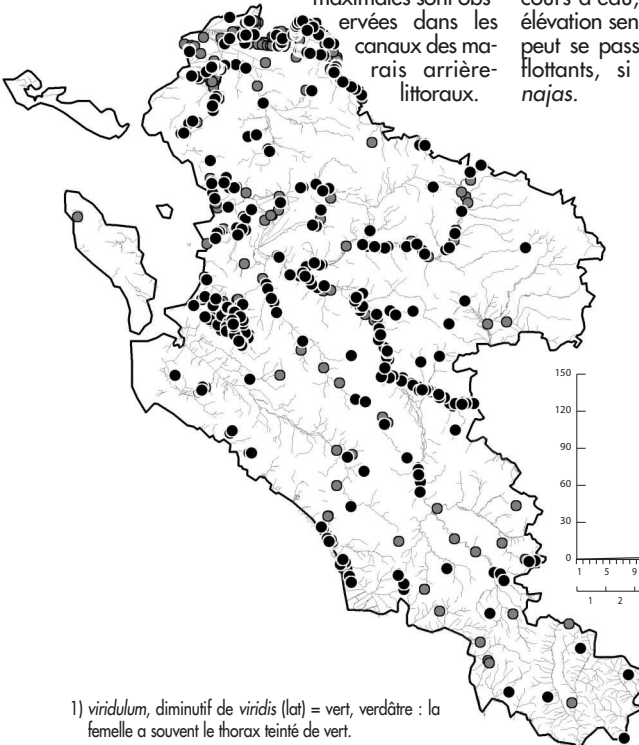 maximales sont obs-
ervées dans les
canaux des ma-
rais arrière-
littoraux.
cours d'eau,
élévation sen
peut se pass
flottants, si
najas.
150
120
90
60
30
0
1 5 9
1 2
1) viridulum, diminutif de viridis (lat) = vert, verdâtre : la
femelle a souvent le thorax teinté de vert.